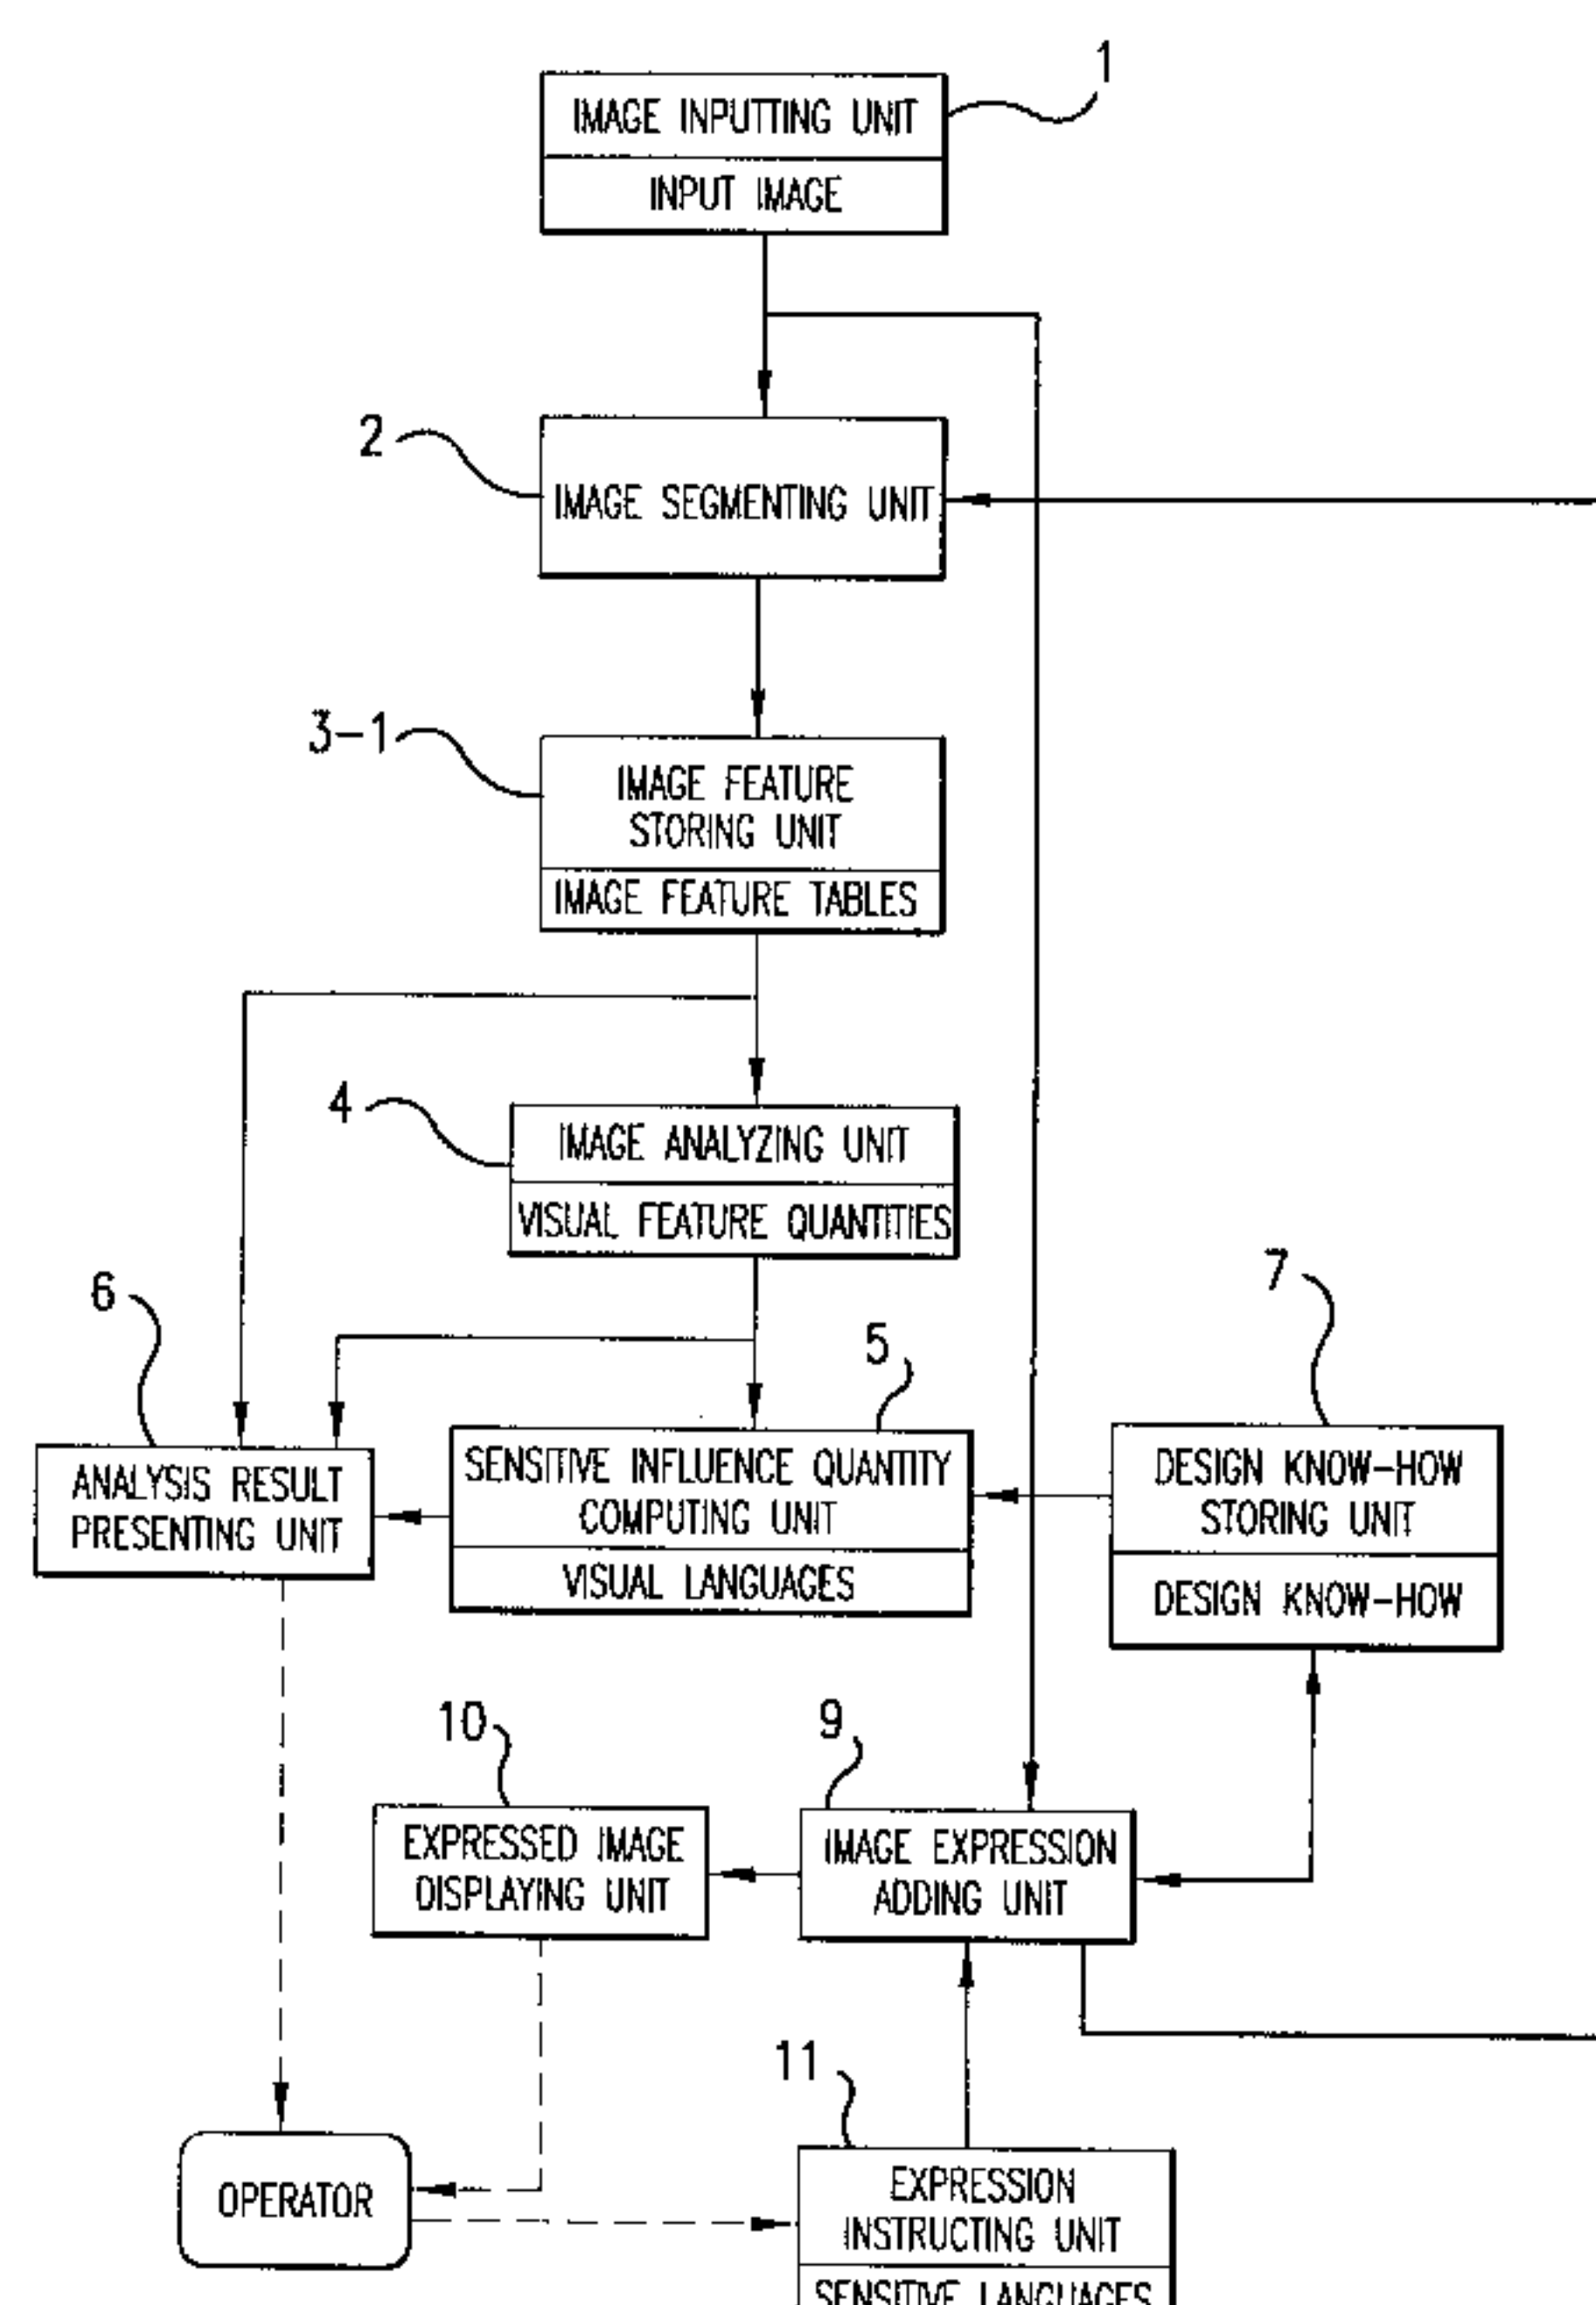 1
IMAGE INPUTTING UNIT
INPUT IMAGE
2
IMAGE SEGMENTING UNIT
3-1
IMAGE FEATURE
STORING UNIT
IMAGE FEATURE TABLES
4
IMAGE ANALYZING UNIT
VISUAL FEATURE QUANTITIES
6
ANALYSIS RESULT
PRESENTING UNIT
5
SENSITIVE INFLUENCE QUANTITY
COMPUTING UNIT
VISUAL LANGUAGES
7
DESIGN KNOW-HOW
STORING UNIT
DESIGN KNOW-HOW
10
EXPRESSED IMAGE
DISPLAYING UNIT
9
IMAGE EXPRESSION
ADDING UNIT
OPERATOR
11
EXPRESSION
INSTRUCTING UNIT
SENSITIVE LANGUAGES